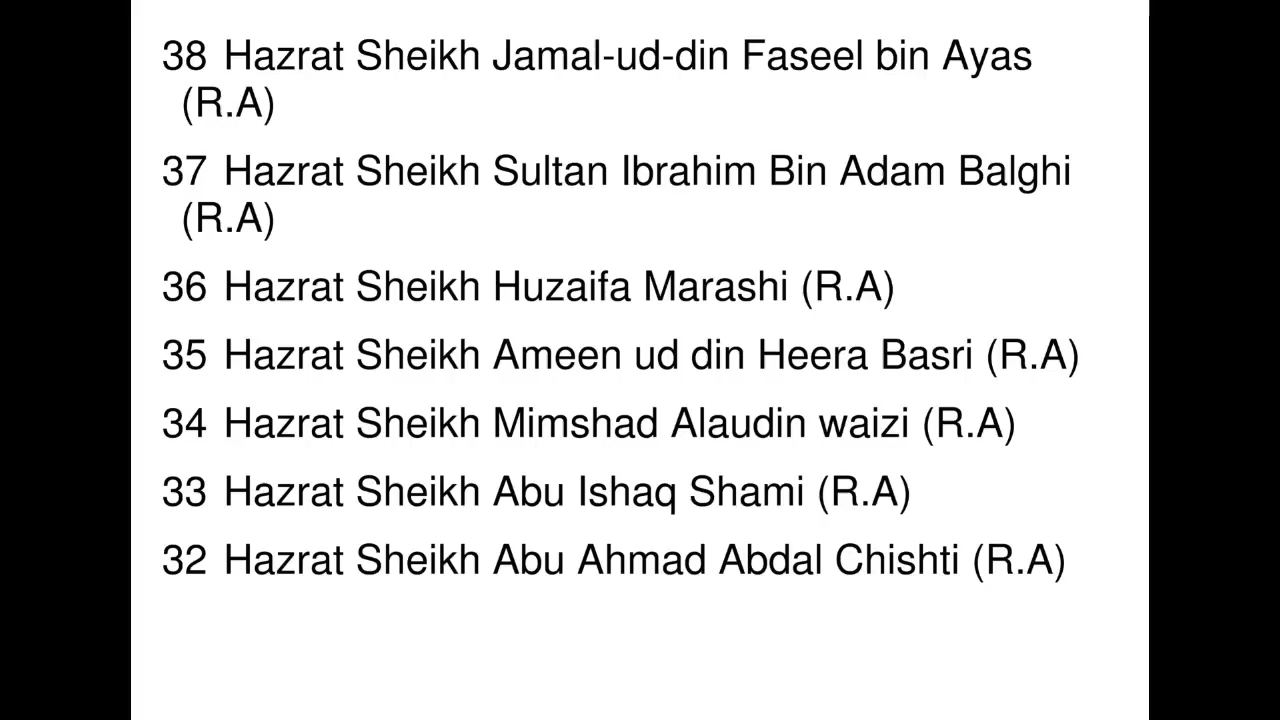 38 Hazrat Sheikh Jamal-ud-din Faseel bin Ayas
(R.A)
37 Hazrat Sheikh Sultan Ibrahim Bin Adam Balghi
(R.A)
36 Hazrat Sheikh Huzaifa Marashi (R.A)
35 Hazrat Sheikh Ameen ud din Heera Basri (R.A)
34 Hazrat Sheikh Mimshad Alaudin waizi (R.A)
33 Hazrat Sheikh Abu Ishaq Shami (R.A)
32 Hazrat Sheikh Abu Ahmad Abdal Chishti (R.A)